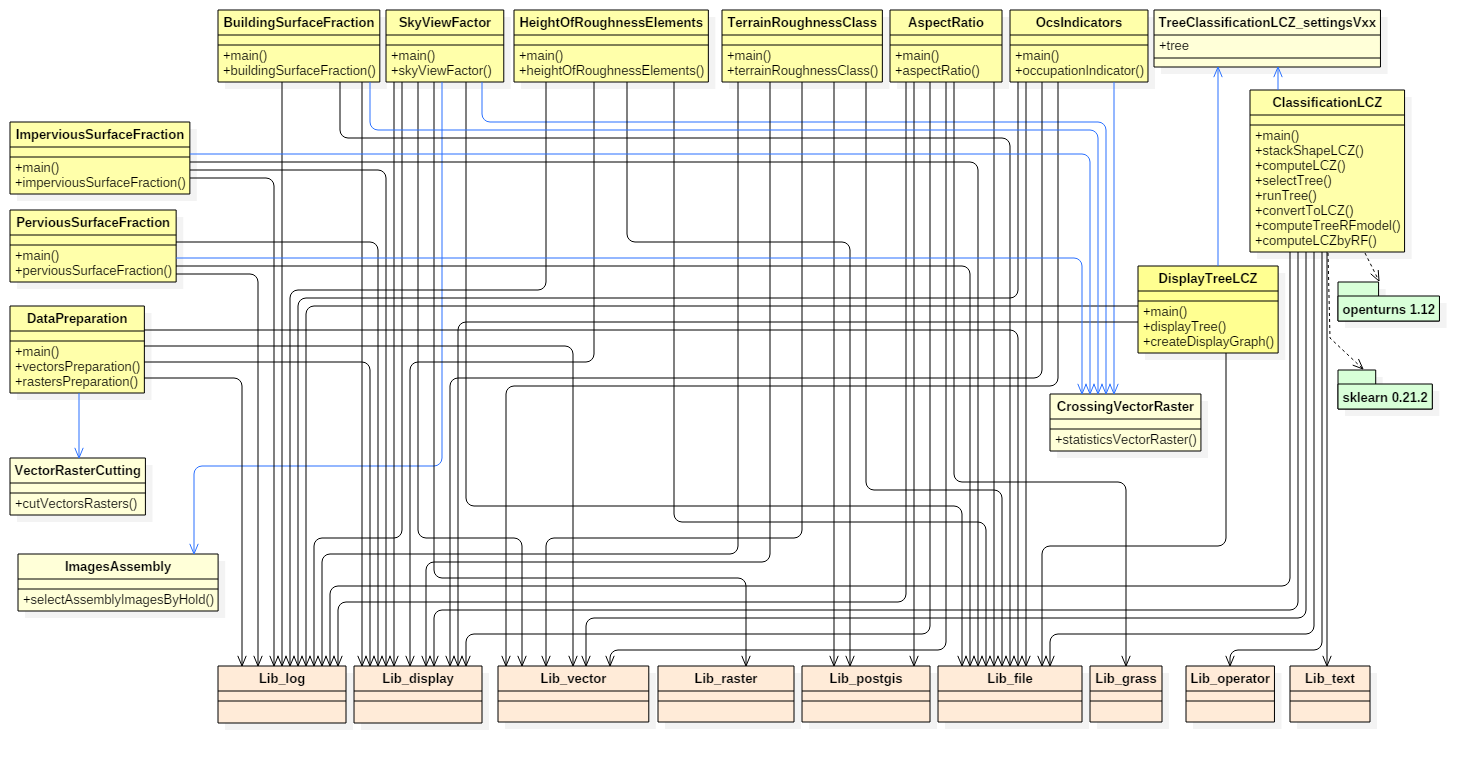 BuildingSurfaceFraction
+main()
+buildingSurfaceFraction()
SkyViewFactor
+main()
+skyViewFactor()
HeightOfRoughnessElements
+main()
+heightOfRoughnessElements()
TerrainRoughnessClass
+main()
+terrainRoughnessClass()
AspectRatio
+main()
+aspectRatio()
OcsIndicators
+main()
+occupationIndicator()
TreeClassificationLCZ_settingsVxx
+tree
ClassificationLCZ
+main()
+stackShapeLCZ()
+computeLCZ()
+selectTree()
+runTree()
+convertToLCZ()
+computeTreeRFmodel()
+computeLCZbyRF()
ImperviousSurfaceFraction
+main()
+imperviousSurfaceFraction()
PerviousSurfaceFraction
+main()
+perviousSurfaceFraction()
DisplayTreeLCZ
+main()
+displayTree()
+createDisplayGraph()
openturns 1.12
DataPreparation
+main()
+vectorsPreparation()
+rastersPreparation()
sklearn 0.21.2
CrossingVectorRaster
+statisticsVectorRaster()
VectorRasterCutting
+cutVectorsRasters()
ImagesAssembly
+selectAssemblyImagesByHold()
Lib_log
Lib_display
Lib_vector
Lib_raster
Lib_postgis
Lib_file
Lib_grass
Lib_operator
Lib_text